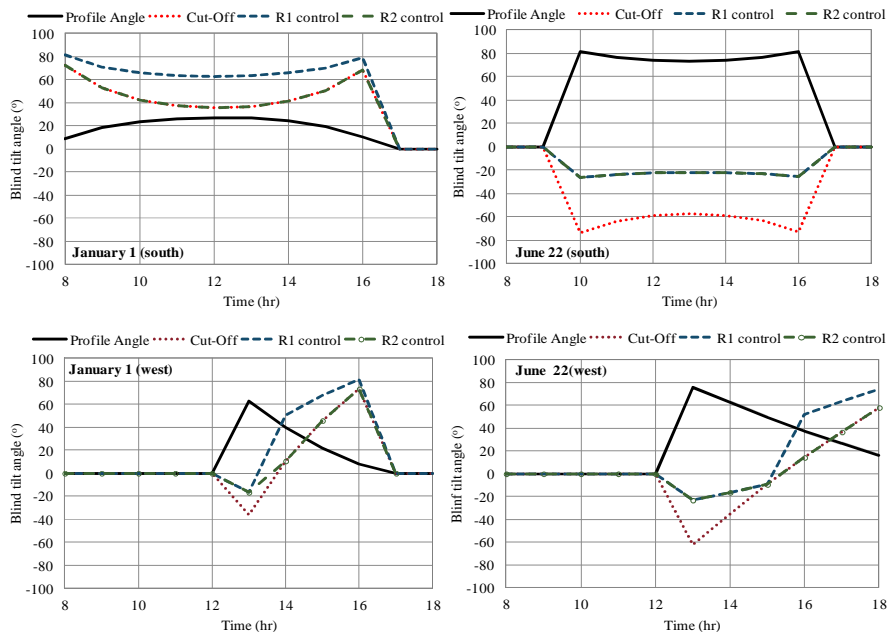 Profile Angle Cut-Off R1 control R2 control
100
80
60
40
20
0
-20
-40
-60
-80
-100
Blind tilt angle (º)
January 1 (south)
8 10 12 14 16 18
Time (hr)
Profile Angle Cut-Off R1 control R2 control
100
80
60
40
20
0
-20
-40
-60
-80
-100
Blind tilt angle (º)
June 22 (south)
8 10 12 14 16 18
Time (hr)
Profile Angle Cut-Off R1 control R2 control
100
80
60
40
20
0
-20
-40
-60
-80
-100
Blind tilt angle (º)
January 1 (west)
8 10 12 14 16 18
Time (hr)
Profile Angle Cut-Off R1 control R2 control
100
80
60
40
20
0
-20
-40
-60
-80
-100
Blinf tilt angle (º)
June 22(west)
8 10 12 14 16 18
Time (hr)